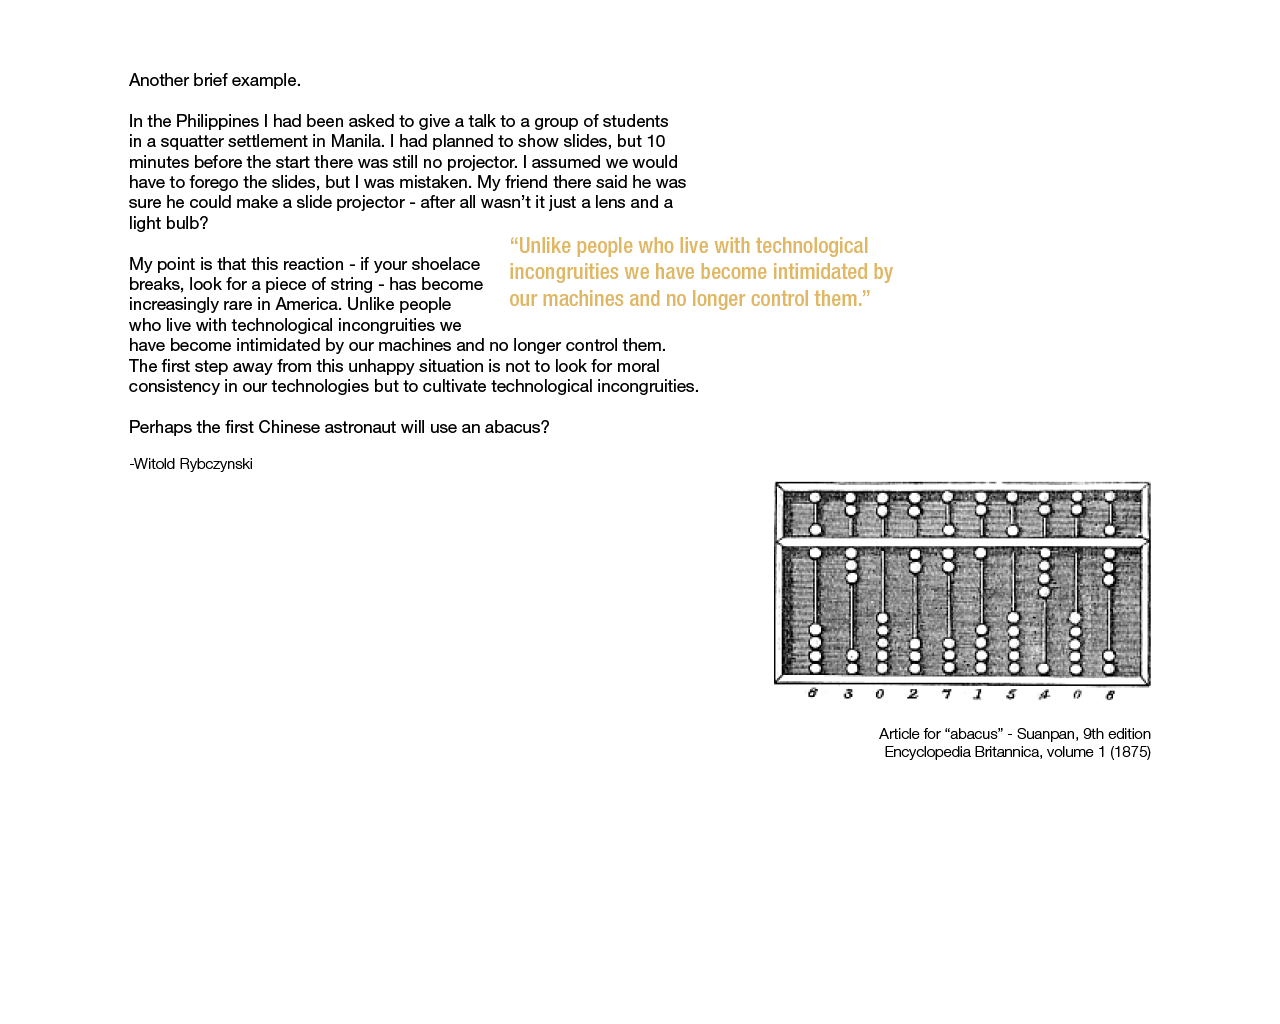 Another brief example.
In the Philippines I had been asked to give a talk to a group of students
in a squatter settlement in Manila. I had planned to show slides, but 10
minutes before the start there was still no projector. I assumed we would
have to forego the slides, but I was mistaken. My friend there said he was
sure he could make a slide projector - after all wasn’t it just a lens and a
light bulb?
“Unlike people who live with technological
incongruities we have become intimidated by
our machines and no longer control them.”
My point is that this reaction - if your shoelace
breaks, look for a piece of string - has become
increasingly rare in America. Unlike people
who live with technological incongruities we
have become intimidated by our machines and no longer control them.
The first step away from this unhappy situation is not to look for moral
consistency in our technologies but to cultivate technological incongruities.
Perhaps the first Chinese astronaut will use an abacus?
-Witold Rybczynski
6 3 0 2 7 1 5 4 0 8
Article for “abacus” - Suanpan, 9th edition
Encyclopedia Britannica, volume 1 (1875)